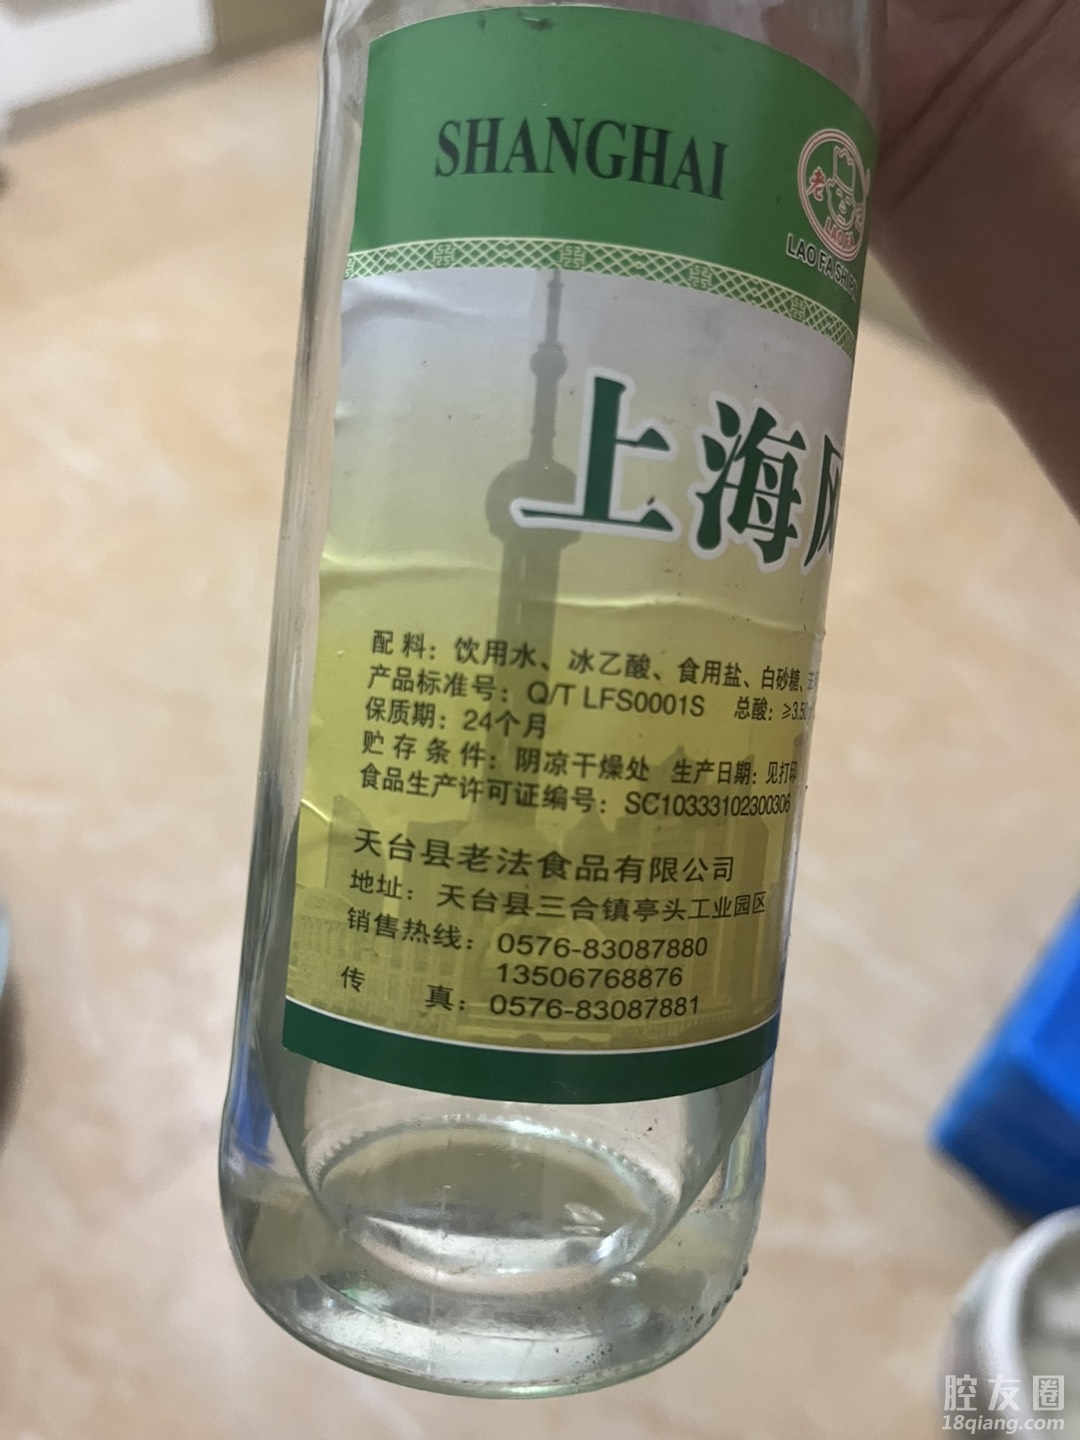 SHANGHAI
老
LAO FA
LAO FA SHI
上海风
配料：饮用水、冰乙酸、食用盐、白砂糖、
产品标准号：Q/T LFS0001S 总酸：≥3.50
保质期：24个月
贮存条件：阴凉干燥处 生产日期：见打印
食品生产许可证编号：SC10333102300306
天台县老法食品有限公司
地址：天台县三合镇亭头工业园区
销售热线：0576-83087880
13506768876
传真：0576-83087881
腔友圈
18qiang.com